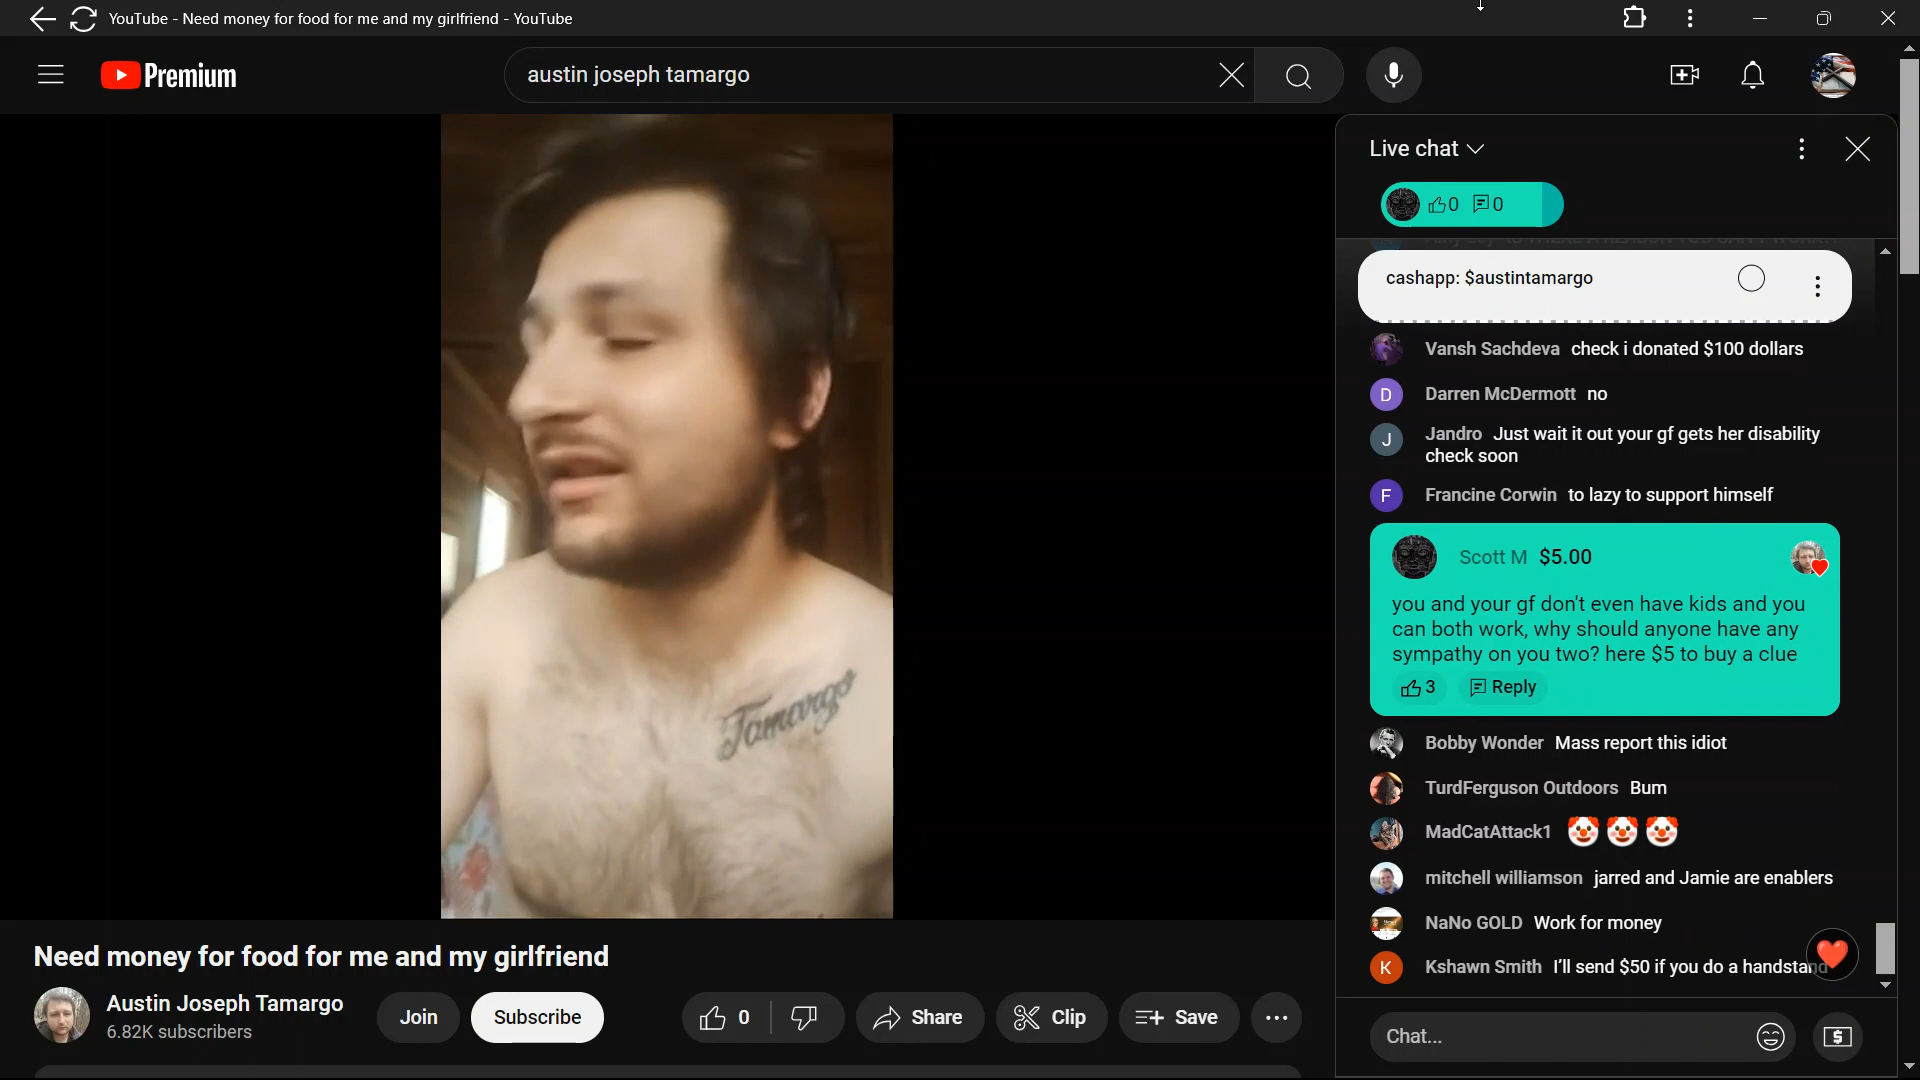 YouTube - Need money for food for me and my girlfriend - YouTube
Premium
austin joseph tamargo
Live chat
0 0
cashapp: $austintamargo
Vansh Sachdeva check i donated $100 dollars
D Darren McDermott no
J Jandro Just wait it out your gf gets her disability
check soon
F Francine Corwin to lazy to support himself
Scott M $5.00
you and your gf don't even have kids and you
can both work, why should anyone have any
sympathy on you two? here $5 to buy a clue
3 Reply
Bobby Wonder Mass report this idiot
TurdFerguson Outdoors Bum
MadCatAttack1 🤡🤡🤡
mitchell williamson jarred and Jamie are enablers
NaNo GOLD Work for money
K Kshawn Smith I'll send $50 if you do a handstand
Chat...
Tamargo
Need money for food for me and my girlfriend
Austin Joseph Tamargo
6.82K subscribers
Join
Subscribe
0
Share
Clip
Save